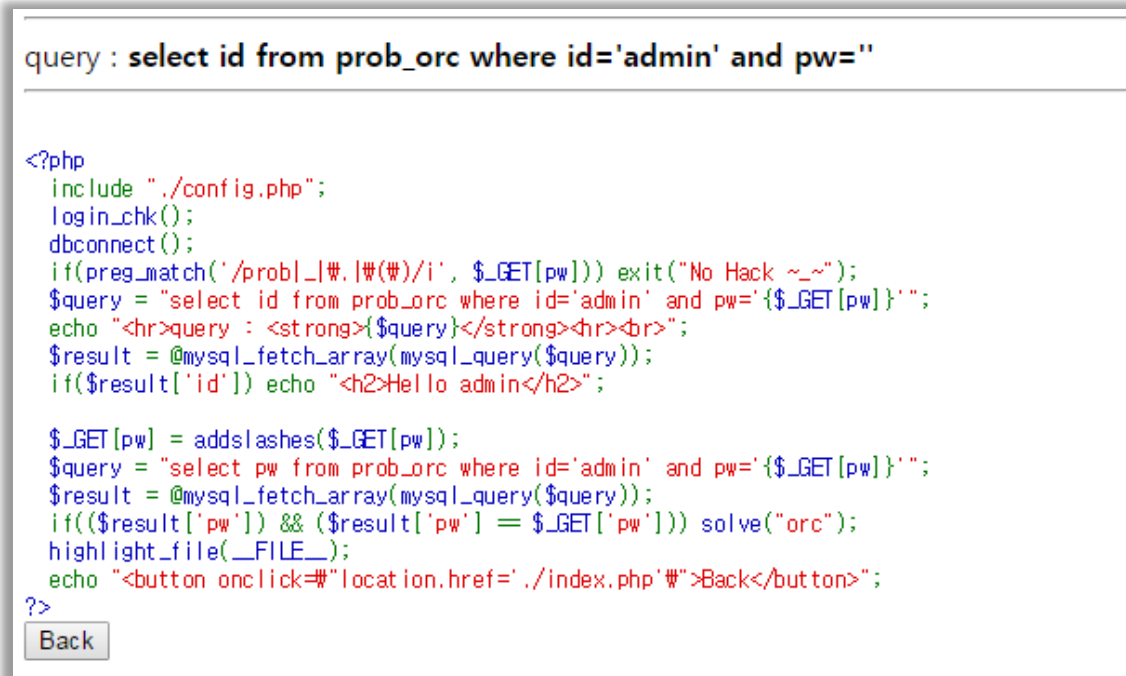 query : select id from prob_orc where id='admin' and pw=''
<?php
  include "./config.php";
  login_chk();
  dbconnect();
  if(preg_match('/prob|_|₩.|₩(₩)/i', $_GET[pw])) exit("No Hack ~_~");
  $query = "select id from prob_orc where id='admin' and pw='{$_GET[pw]}'";
  echo "<hr>query : <strong>{$query}</strong><hr><br>";
  $result = @mysql_fetch_array(mysql_query($query));
  if($result['id']) echo "<h2>Hello admin</h2>";
  $_GET[pw] = addslashes($_GET[pw]);
  $query = "select pw from prob_orc where id='admin' and pw='{$_GET[pw]}'";
  $result = @mysql_fetch_array(mysql_query($query));
  if(($result['pw']) && ($result['pw'] == $_GET['pw'])) solve("orc");
  highlight_file(__FILE__);
  echo "<button onclick=₩"location.href='./index.php'₩">Back</button>";
?>
Back